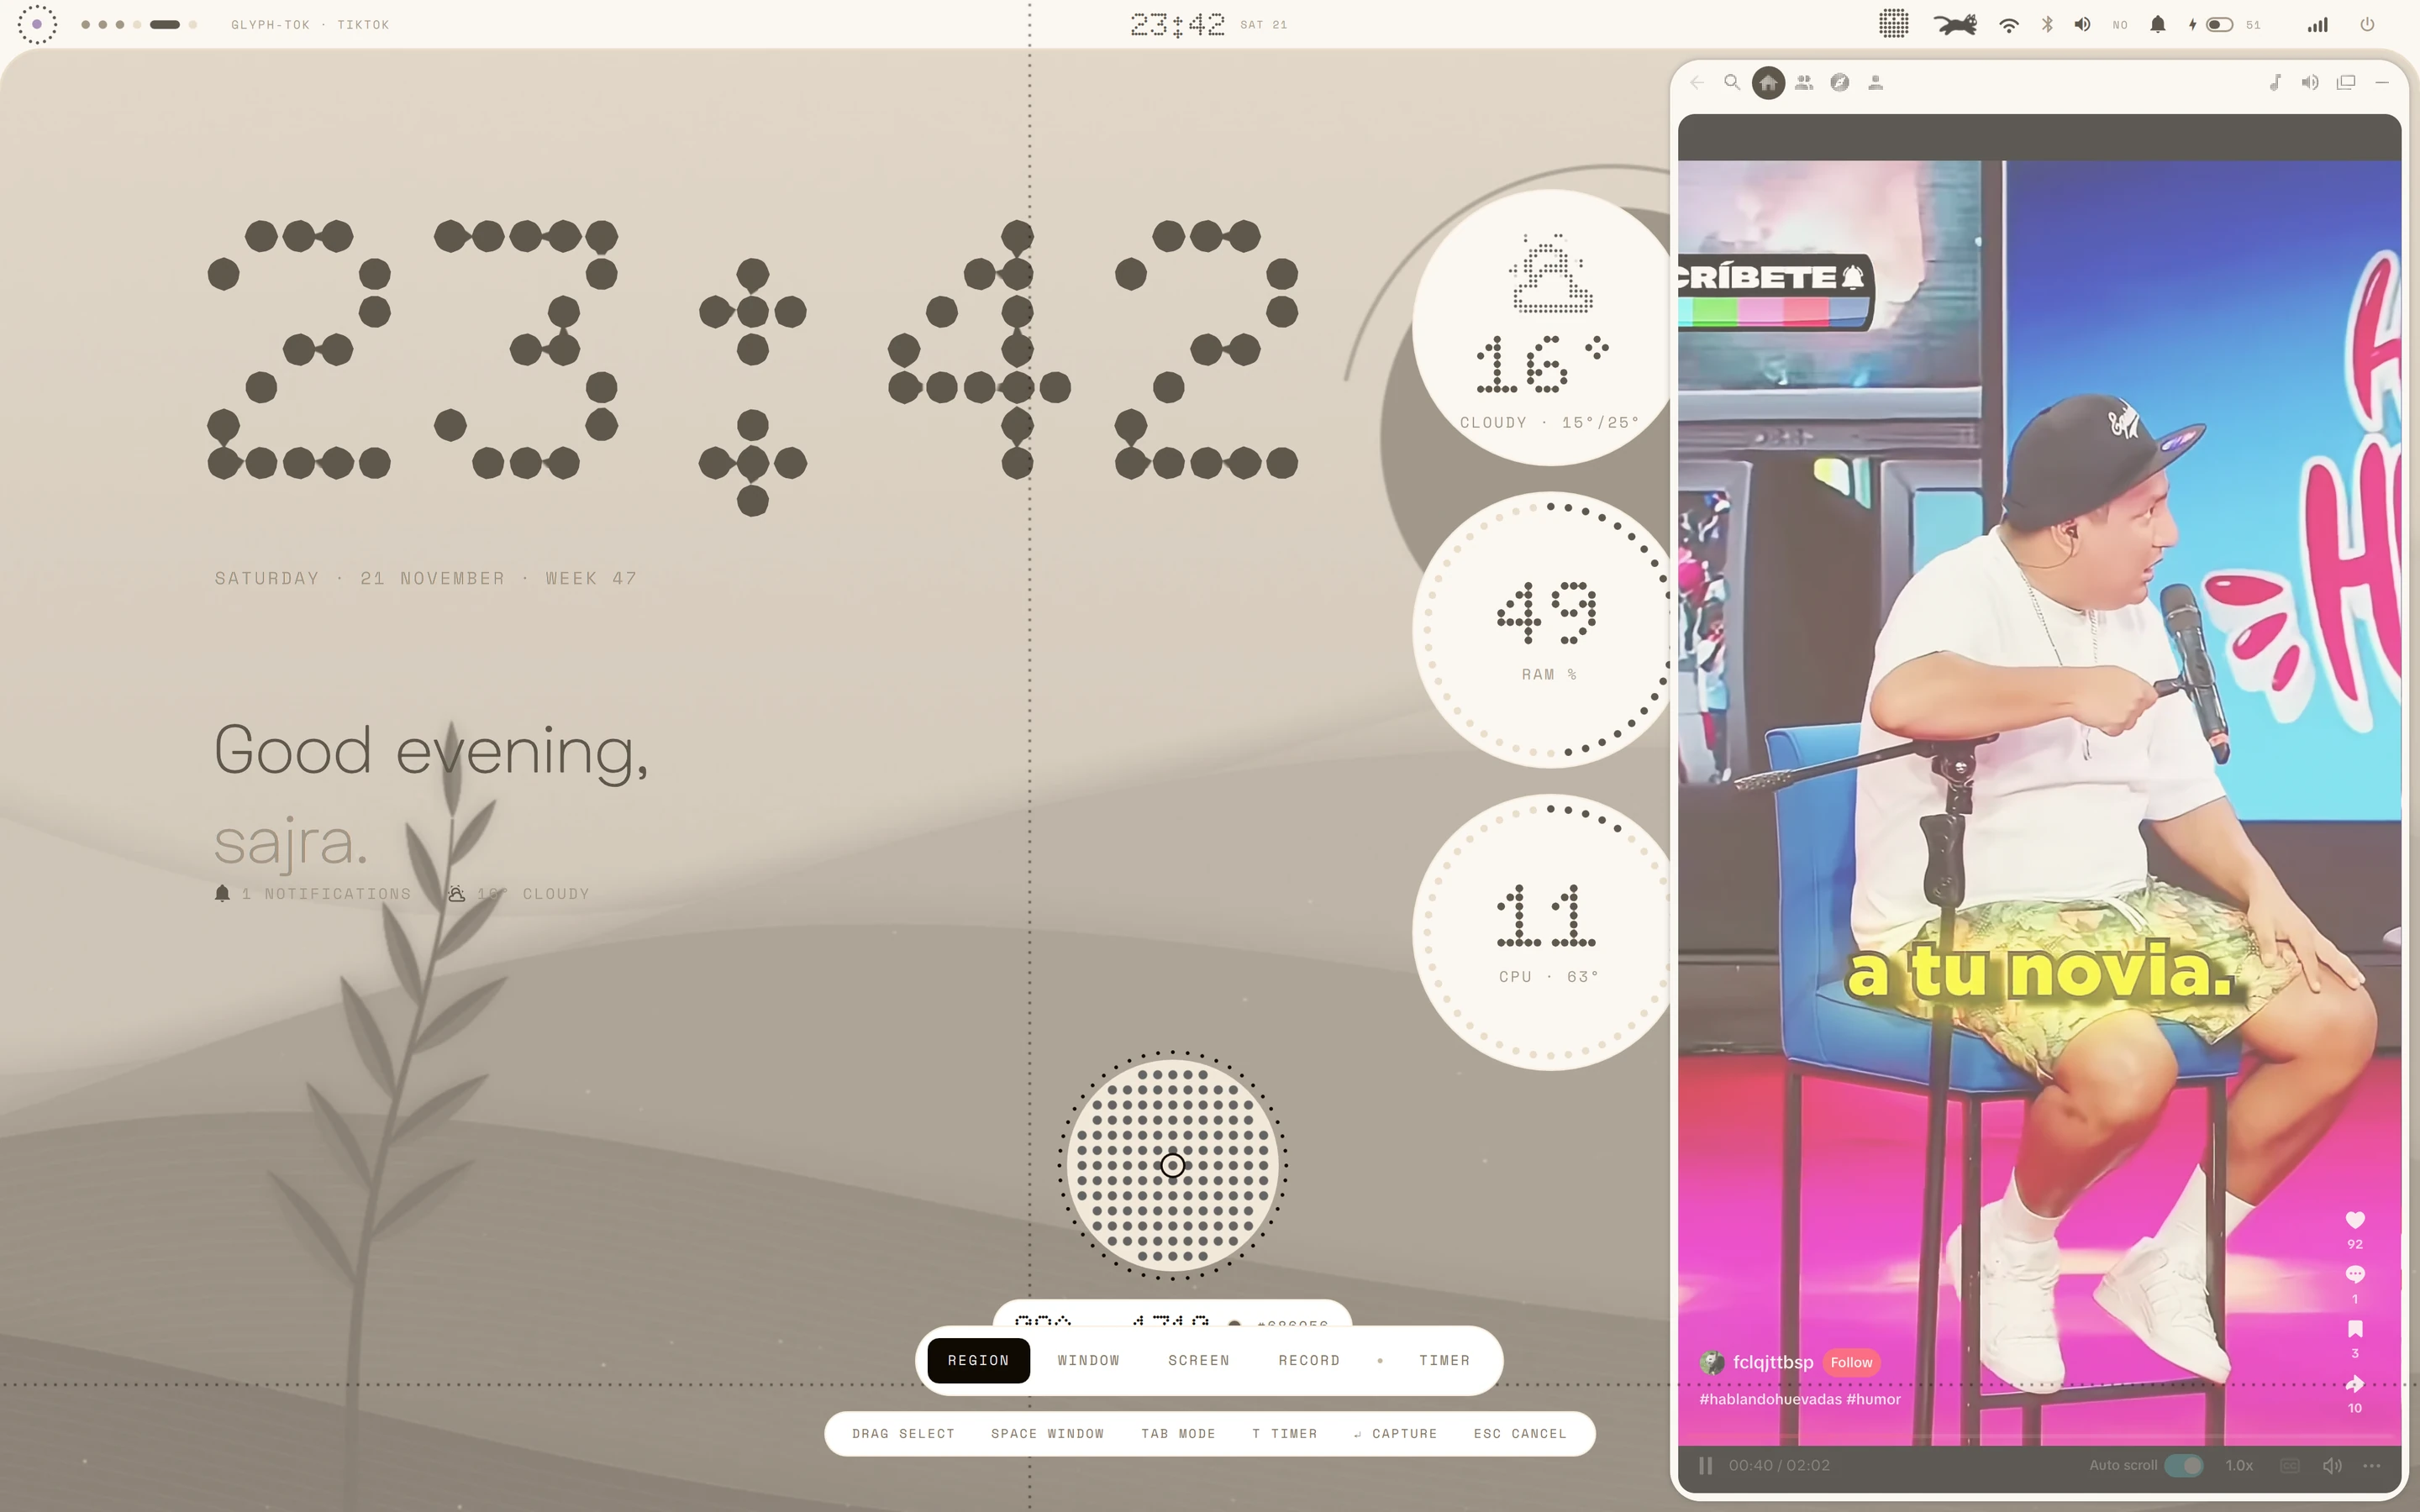 GLYPH-TOK · TIKTOK
23:42 SAT 21
NO
51
23:42
SATURDAY · 21 NOVEMBER · WEEK 47
Good evening,
sajra.
1 NOTIFICATIONS 16° CLOUDY
16°
CLOUDY · 15°/25°
49
RAM %
11
CPU · 63°
REGION WINDOW SCREEN RECORD • TIMER
DRAG SELECT SPACE WINDOW TAB MODE T TIMER ↵ CAPTURE ESC CANCEL
CRÍBETE
a tu novia.
92
1
3
10
fclqjttbsp Follow
#hablandohuevadas #humor
00:40 / 02:02 Auto scroll 1.0x CC